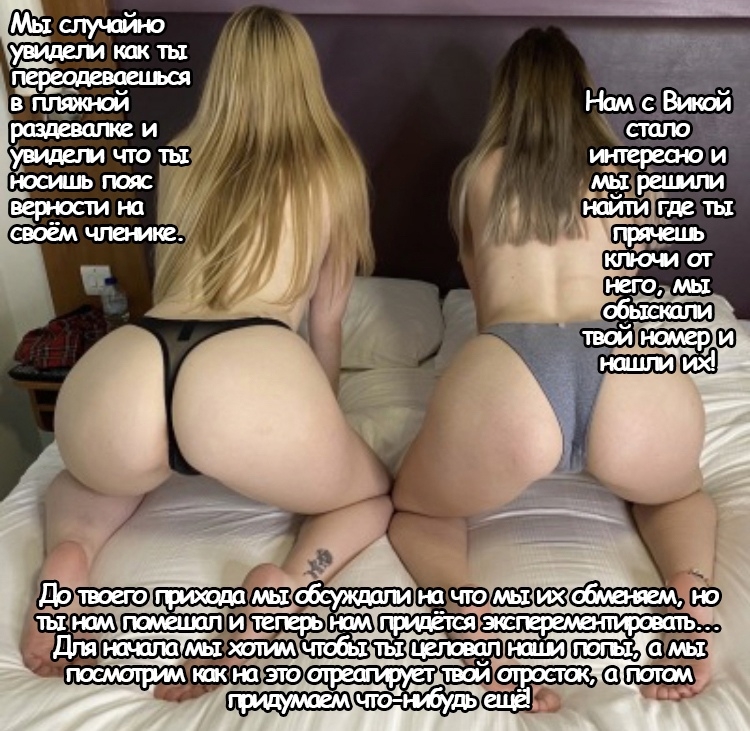 Мы случайно
увидели как ты
переодеваешься
в пляжной
раздевалке и
увидели что ты
носишь пояс
верности на
своём членике.
Нам с Викой
стало
интересно и
мы решили
найти где ты
прячешь
ключи от
него, мы
обыскали
твой номер и
нашли их!
До твоего прихода мы обсуждали на что мы их обменяем, но
ты нам помешал и теперь нам придётся эксперементировать...
Для начала мы хотим чтобы ты целовал наши попы, а мы
посмотрим как на это отреагирует твой отросток, а потом
придумаем что-нибудь ещё!